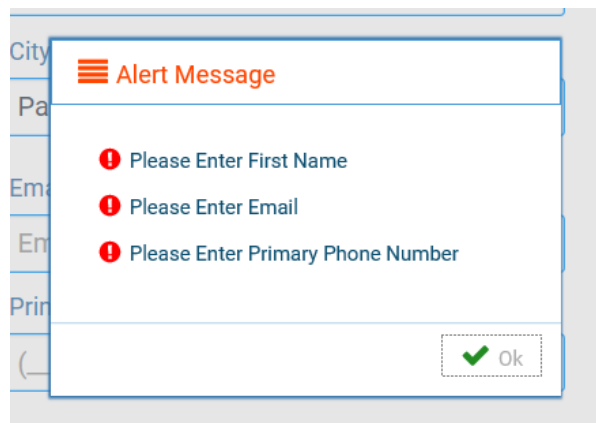 City
Alert Message
Pa
Please Enter First Name
Please Enter Email
Please Enter Primary Phone Number
Ema
Em
Prim
(__
Ok